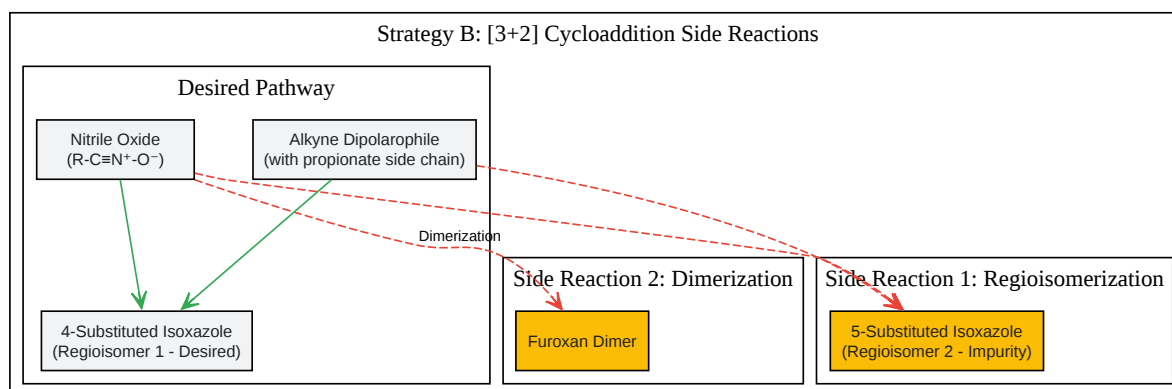 Strategy B: [3+2] Cycloaddition Side Reactions
Desired Pathway
Nitrile Oxide
(R-C≡N⁺-O⁻)
Alkyne Dipolarophile
(with propionate side chain)
Dimerization
Side Reaction 2: Dimerization
Side Reaction 1: Regioisomerization
4-Substituted Isoxazole
(Regioisomer 1 - Desired)
Furoxan Dimer
5-Substituted Isoxazole
(Regioisomer 2 - Impurity)